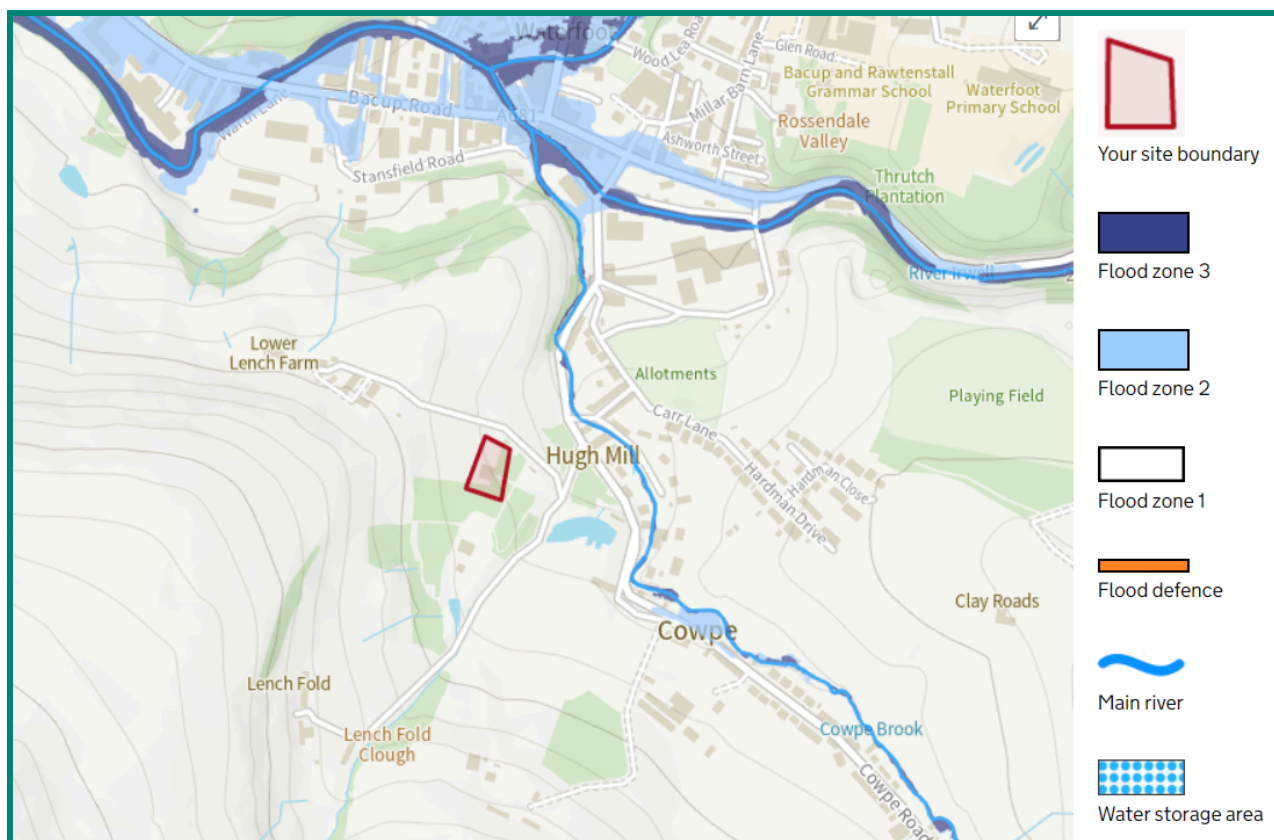 Waterfoot
Wood Lea Road
Glen Road
Millar Barn Lane
Bacup and Rawtenstall
Grammar School
Waterfoot
Primary School
Bacup Road
A681
Rossendale
Valley
Warth Lane
Ashworth Street
Stansfield Road
Thrutch
Plantation
River Irwell
Lower
Lench Farm
Allotments
Playing Field
Carr Lane
Hugh Mill
Hardman Close
Hardman Drive
Clay Roads
Cowpe
Lench Fold
Lench Fold
Clough
Cowpe Brook
Cowpe Road
Your site boundary
Flood zone 3
Flood zone 2
Flood zone 1
Flood defence
Main river
Water storage area